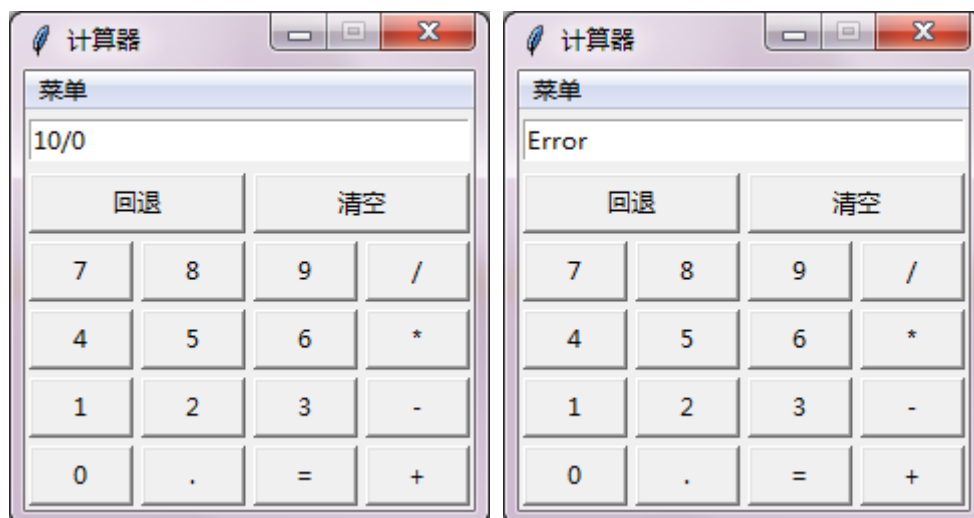 计算器
菜单
10/0
回退 清空
7 8 9 /
4 5 6 *
1 2 3 -
0 . = +
计算器
菜单
Error
回退 清空
7 8 9 /
4 5 6 *
1 2 3 -
0 . = +